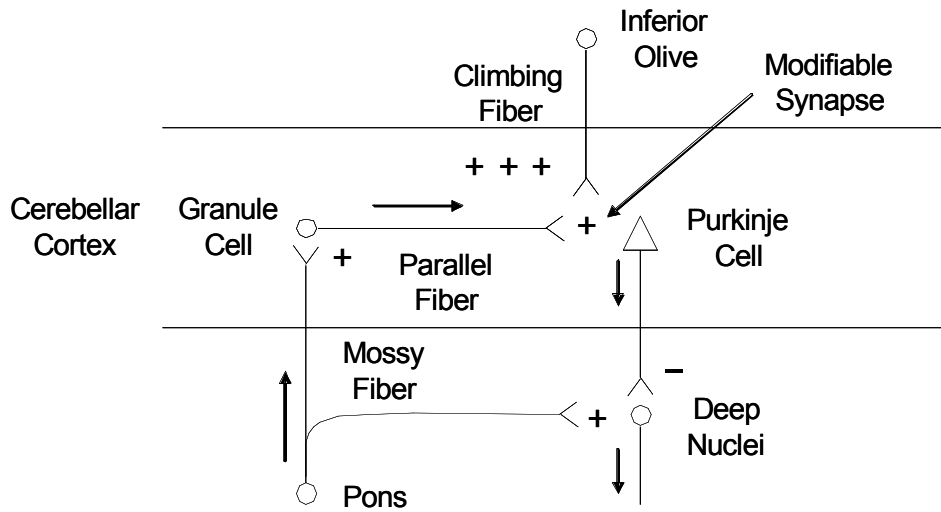 Inferior
Olive
Climbing
Fiber
Modifiable
Synapse
+ + +
Cerebellar
Cortex
Granule
Cell
+
Parallel
Fiber
+
Purkinje
Cell
Mossy
Fiber
−
+
Deep
Nuclei
Pons